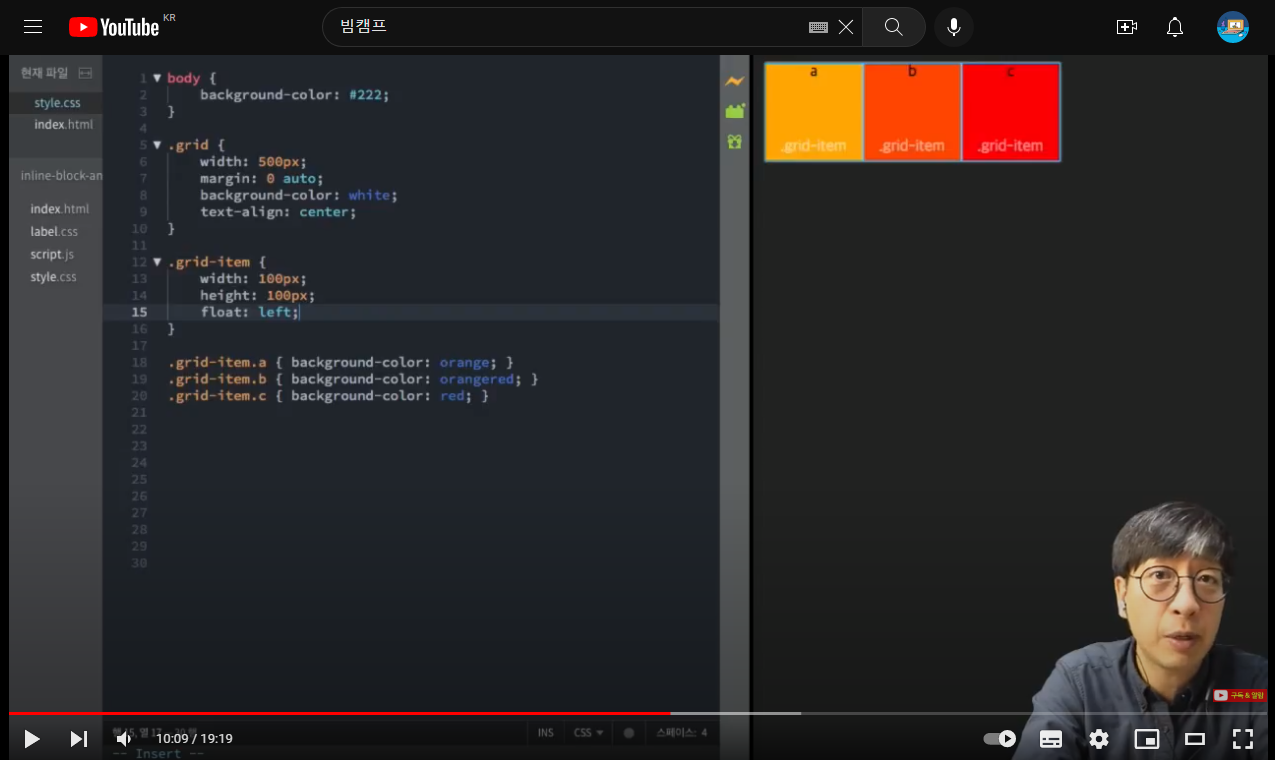 YouTube KR
빔캠프
현재 파일
style.css
index.html
inline-block-an
index.html
label.css
script.js
style.css
1 body {
2 background-color: #222;
3 }
4
5 .grid {
6 width: 500px;
7 margin: 0 auto;
8 background-color: white;
9 text-align: center;
10 }
11
12 .grid-item {
13 width: 100px;
14 height: 100px;
15 float: left;
16 }
17
18 .grid-item.a { background-color: orange; }
19 .grid-item.b { background-color: orangered; }
20 .grid-item.c { background-color: red; }
21
22
23
24
25
26
27
28
29
30
a b c
.grid-item .grid-item .grid-item
구독 & 알림
INS CSS 스페이스: 4
10:09 / 19:19
-- Insert --